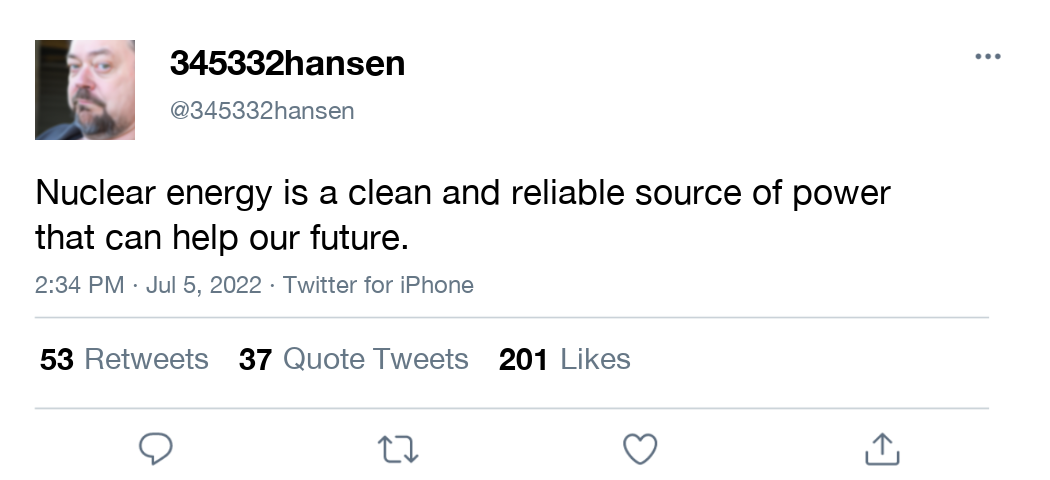 345332hansen
@345332hansen
Nuclear energy is a clean and reliable source of power
that can help our future.
2:34 PM · Jul 5, 2022 · Twitter for iPhone
53 Retweets 37 Quote Tweets 201 Likes